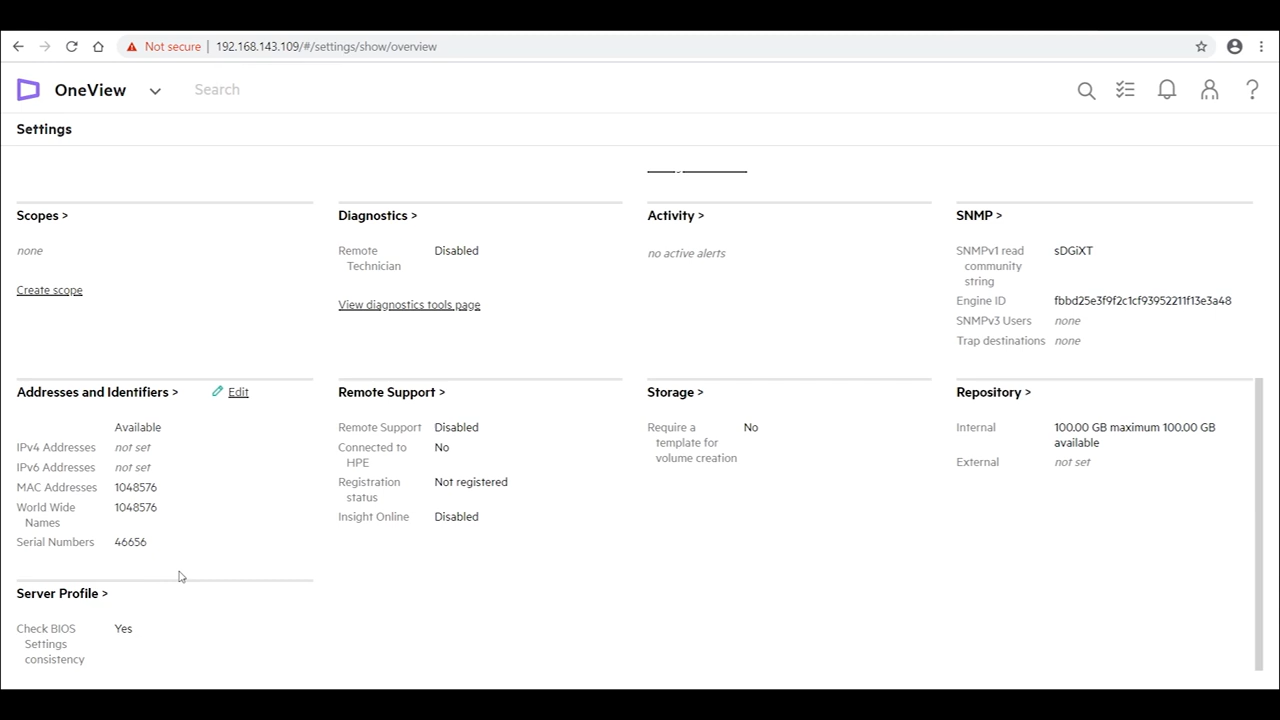 Not secure | 192.168.143.109/#/settings/show/overview
OneView Search
Settings
Scopes >
none
Create scope
Diagnostics >
Remote Technician Disabled
View diagnostics tools page
Activity >
no active alerts
SNMP >
SNMPv1 read community string sDGiXT
Engine ID fbbd25e3f9f2c1cf93952211f13e3a48
SNMPv3 Users none
Trap destinations none
Addresses and Identifiers > Edit
Available
IPv4 Addresses not set
IPv6 Addresses not set
MAC Addresses 1048576
World Wide Names 1048576
Serial Numbers 46656
Remote Support >
Remote Support Disabled
Connected to HPE No
Registration status Not registered
Insight Online Disabled
Storage >
Require a template for volume creation No
Repository >
Internal 100.00 GB maximum 100.00 GB available
External not set
Server Profile >
Check BIOS Settings consistency Yes